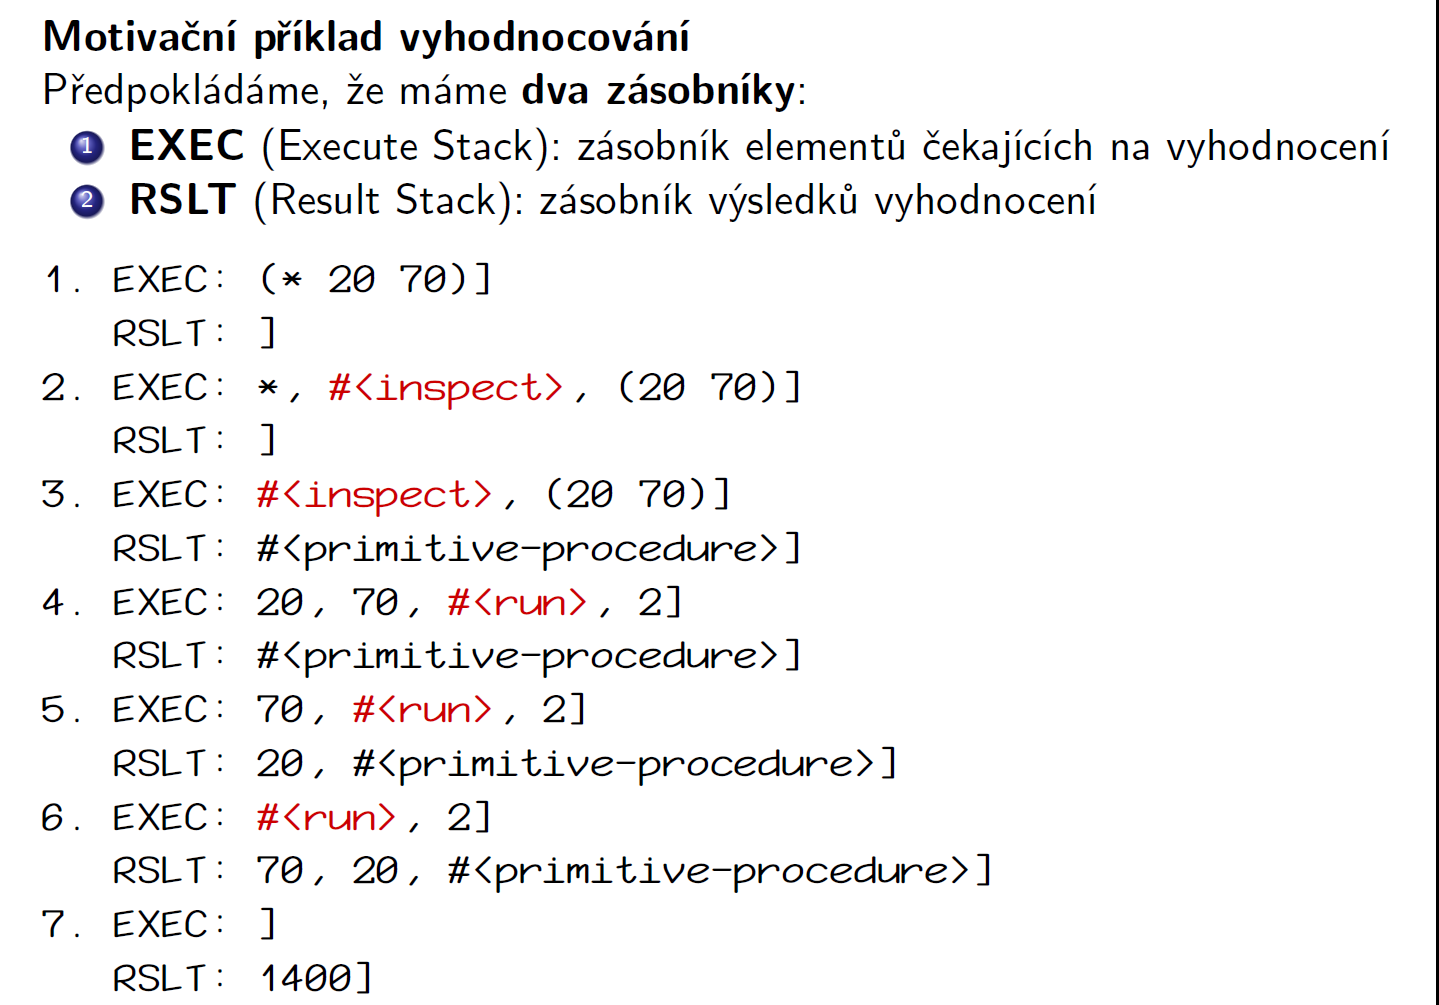 Motivační příklad vyhodnocování
Předpokládáme, že máme dva zásobníky:
1 EXEC (Execute Stack): zásobník elementů čekajících na vyhodnocení
2 RSLT (Result Stack): zásobník výsledků vyhodnocení
1. EXEC: (* 20 70)]
RSLT: ]
2. EXEC: *, #<inspect>, (20 70)]
RSLT: ]
3. EXEC: #<inspect>, (20 70)]
RSLT: #<primitive-procedure>]
4. EXEC: 20, 70, #<run>, 2]
RSLT: #<primitive-procedure>]
5. EXEC: 70, #<run>, 2]
RSLT: 20, #<primitive-procedure>]
6. EXEC: #<run>, 2]
RSLT: 70, 20, #<primitive-procedure>]
7. EXEC: ]
RSLT: 1400]